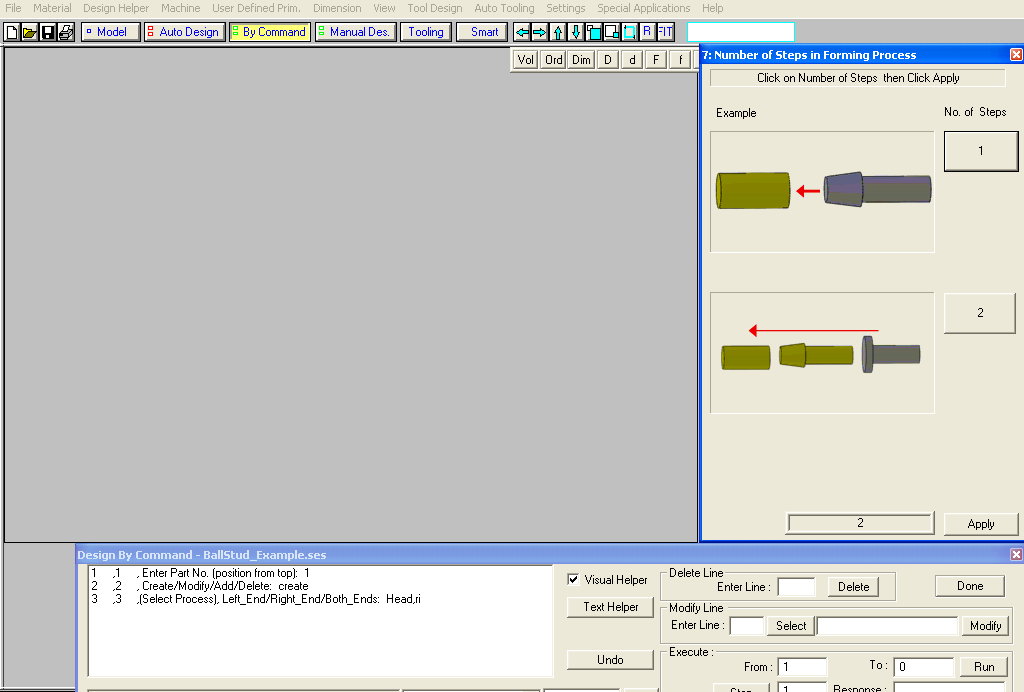 File Material Design Helper Machine User Defined Prim. Dimension View Tool Design Auto Tooling Settings Special Applications Help
Model Auto Design By Command Manual Des. Tooling Smart R FIT
Vol Ord Dim D d F f
7: Number of Steps in Forming Process
Click on Number of Steps then Click Apply
Example No. of Steps
1
2
2 Apply
Design By Command - BallStud_Example.ses
1 ,1 , Enter Part No. (position from top): 1
2 ,2 , Create/Modify/Add/Delete: create
3 ,3 ,(Select Process), Left_End/Right_End/Both_Ends: Head,ri
Visual Helper
Text Helper
Undo
Delete Line
Enter Line : Delete Done
Modify Line
Enter Line : Select Modify
Execute :
From : 1 To : 0 Run
Step 1 Response :